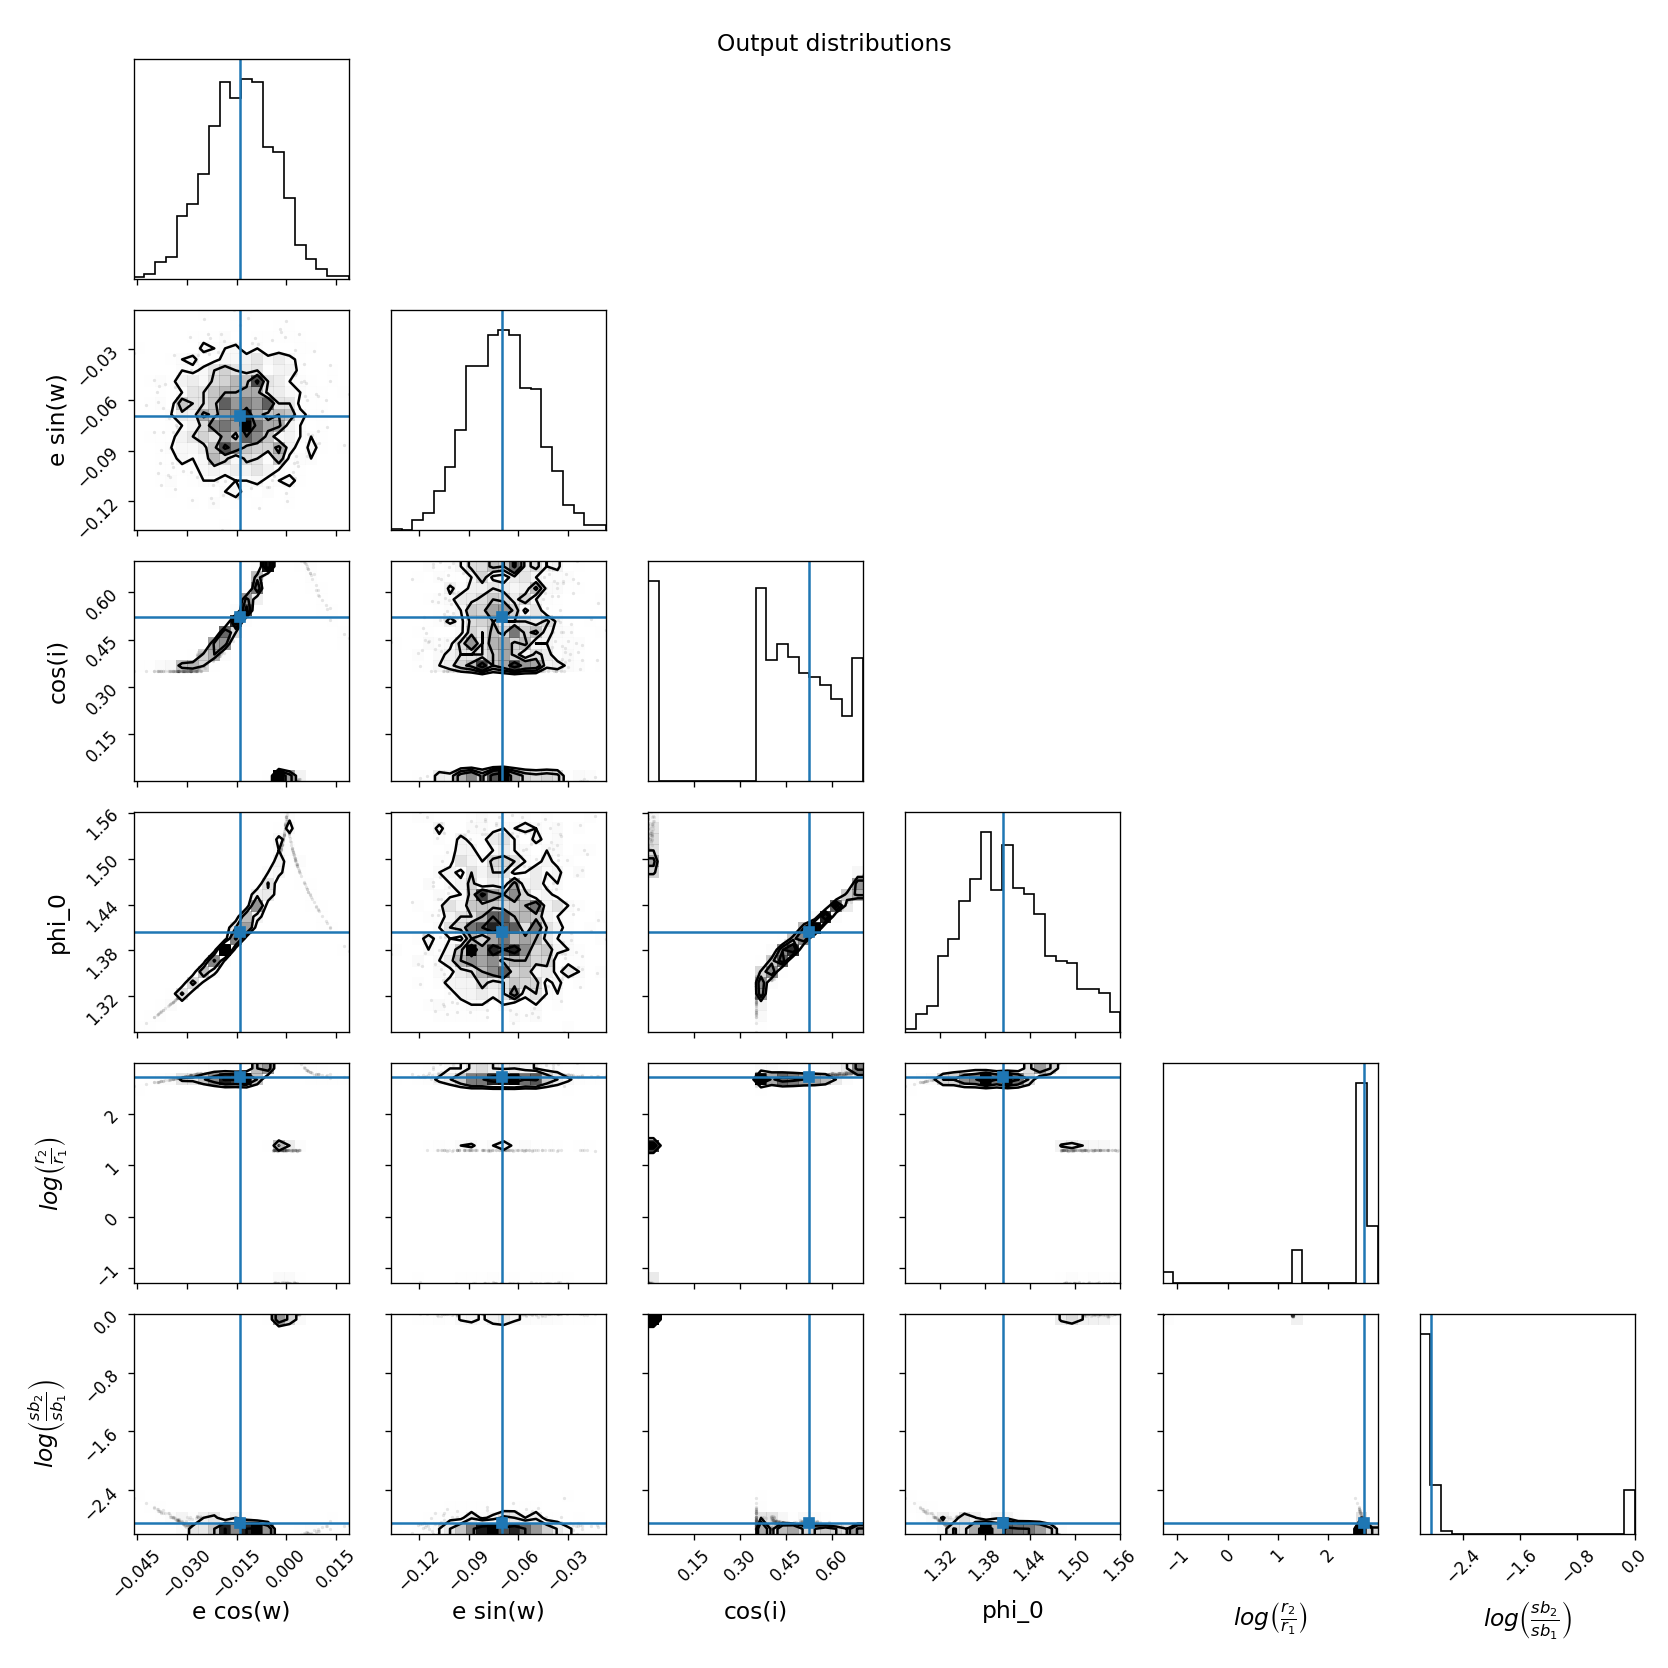 Output distributions
−0.03
−0.06
−0.09
−0.12
e sin(w)
0.60
0.45
0.30
0.15
cos(i)
1.56
1.50
1.44
1.38
1.32
phi_0
2
1
0
−1
log(r2/r1)
0.0
−0.8
−1.6
−2.4
log(sb2/sb1)
−0.045 −0.030 −0.015 0.000 0.015
−0.12 −0.09 −0.06 −0.03
0.15 0.30 0.45 0.60
1.32 1.38 1.44 1.50 1.56
−1 0 1 2
−2.4 −1.6 −0.8 0.0
e cos(w) e sin(w) cos(i) phi_0 log(r2/r1) log(sb2/sb1)